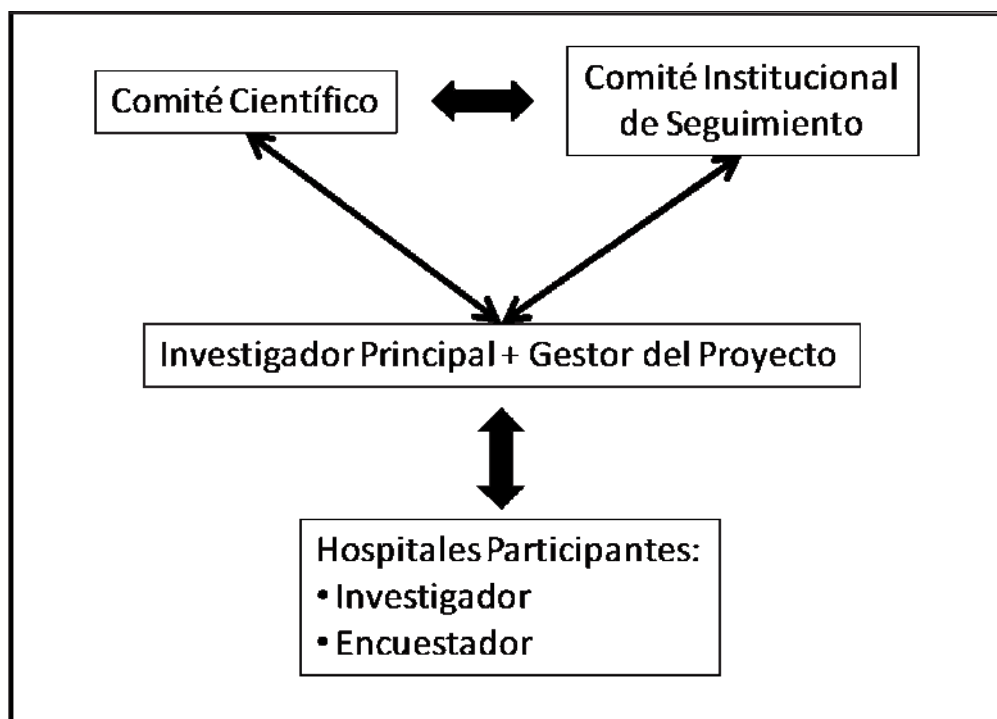 Comité Científico
Comité Institucional
de Seguimiento
Investigador Principal + Gestor del Proyecto
Hospitales Participantes:
• Investigador
• Encuestador